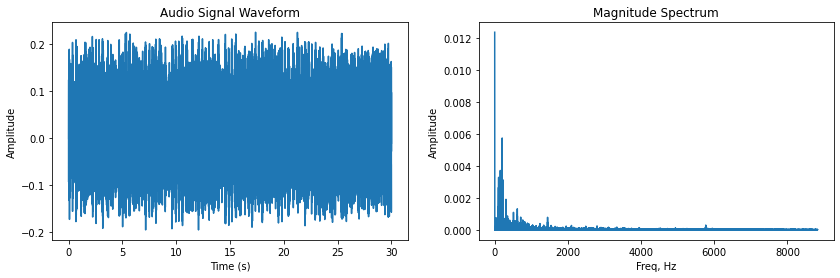 Audio Signal Waveform
Amplitude
0.2
0.1
0.0
−0.1
−0.2
0 5 10 15 20 25 30
Time (s)
Magnitude Spectrum
Amplitude
0.012
0.010
0.008
0.006
0.004
0.002
0.000
0 2000 4000 6000 8000
Freq, Hz